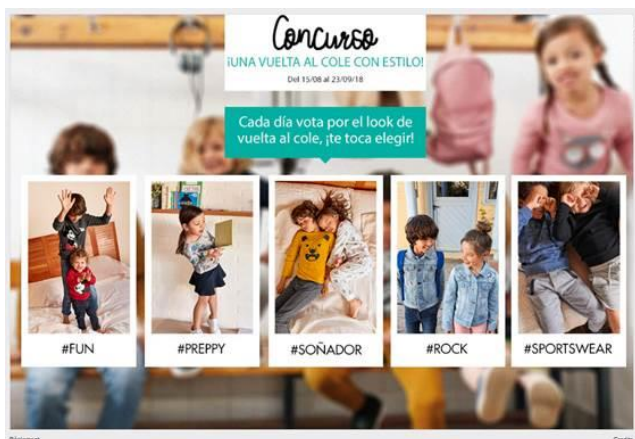 Concurso
¡UNA VUELTA AL COLE CON ESTILO!
Del 15/08 al 23/09/18
Cada día vota por el look de
vuelta al cole, ¡te toca elegir!
#FUN
#PREPPY
#SOÑADOR
#ROCK
#SPORTSWEAR